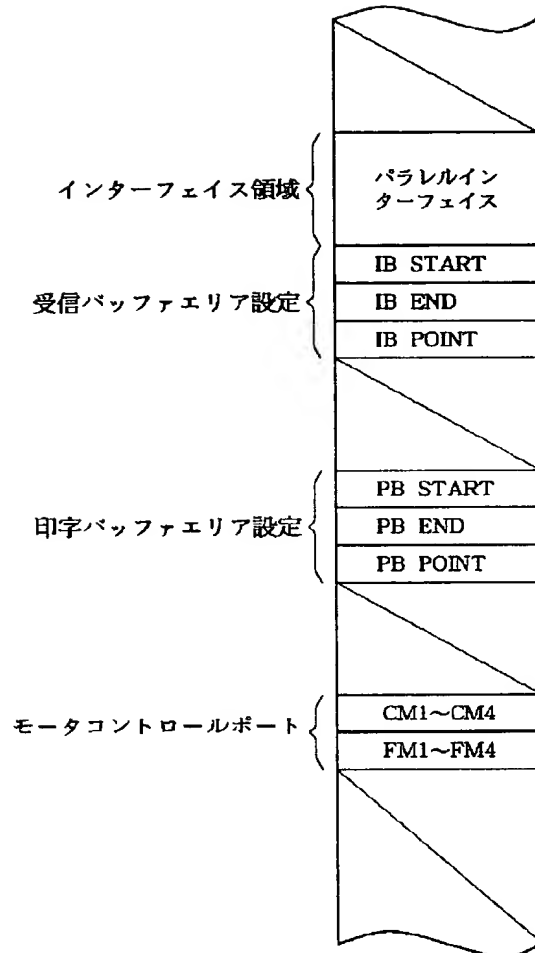 インターフェイス領域
パラレルイン
ターフェイス
受信バッファエリア設定
IB START
IB END
IB POINT
印字バッファエリア設定
PB START
PB END
PB POINT
モータコントロールポート
CM1～CM4
FM1～FM4